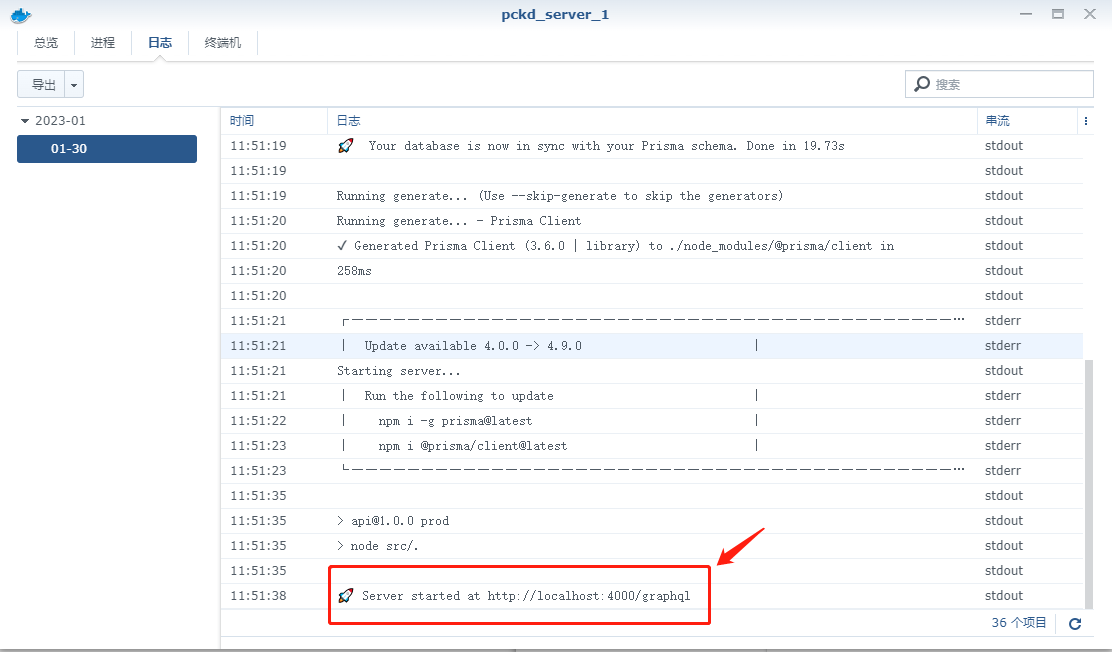 pckd_server_1
总览 进程 日志 终端机
导出 搜索
2023-01
01-30
时间 日志 串流
11:51:19 🚀 Your database is now in sync with your Prisma schema. Done in 19.73s stdout
11:51:19 stdout
11:51:19 Running generate... (Use --skip-generate to skip the generators) stdout
11:51:20 Running generate... - Prisma Client stdout
11:51:20 ✓ Generated Prisma Client (3.6.0 | library) to ./node_modules/@prisma/client in stdout
11:51:20 258ms stdout
11:51:20 stdout
11:51:21 ┌─────────────────────────────────────────… stderr
11:51:21 │ Update available 4.0.0 -> 4.9.0 │ stderr
11:51:21 Starting server... stdout
11:51:21 │ Run the following to update │ stderr
11:51:22 │ npm i -g prisma@latest │ stderr
11:51:23 │ npm i @prisma/client@latest │ stderr
11:51:23 └─────────────────────────────────────────… stderr
11:51:35 stdout
11:51:35 > api@1.0.0 prod stdout
11:51:35 > node src/. stdout
11:51:35 stdout
11:51:38 🚀 Server started at http://localhost:4000/graphql stdout
36 个项目